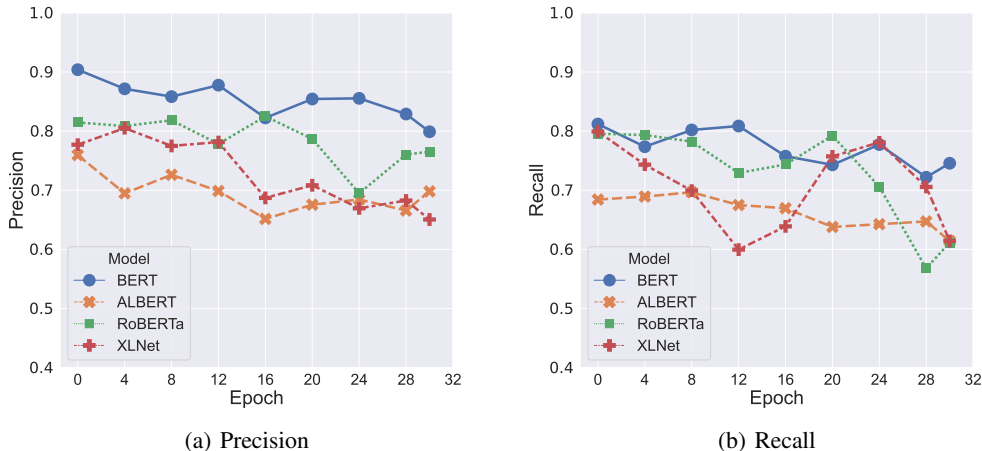 1.0
0.9
0.8
0.7
0.6
0.5
0.4
Precision
Model
BERT
ALBERT
RoBERTa
XLNet
0 4 8 12 16 20 24 28 32
Epoch
(a) Precision
1.0
0.9
0.8
0.7
0.6
0.5
0.4
Recall
Model
BERT
ALBERT
RoBERTa
XLNet
0 4 8 12 16 20 24 28 32
Epoch
(b) Recall